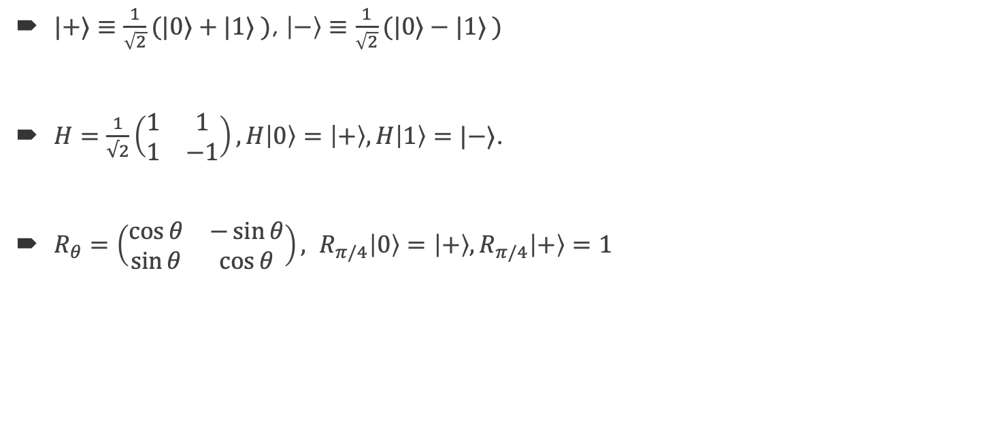 |+⟩ ≡ 1/√2 (|0⟩ + |1⟩ ), |−⟩ ≡ 1/√2 (|0⟩ − |1⟩ )
H = 1/√2 (1 1 1 −1), H|0⟩ = |+⟩, H|1⟩ = |−⟩.
R_θ = (cos θ − sin θ sin θ cos θ), R_π/4|0⟩ = |+⟩, R_π/4|+⟩ = 1